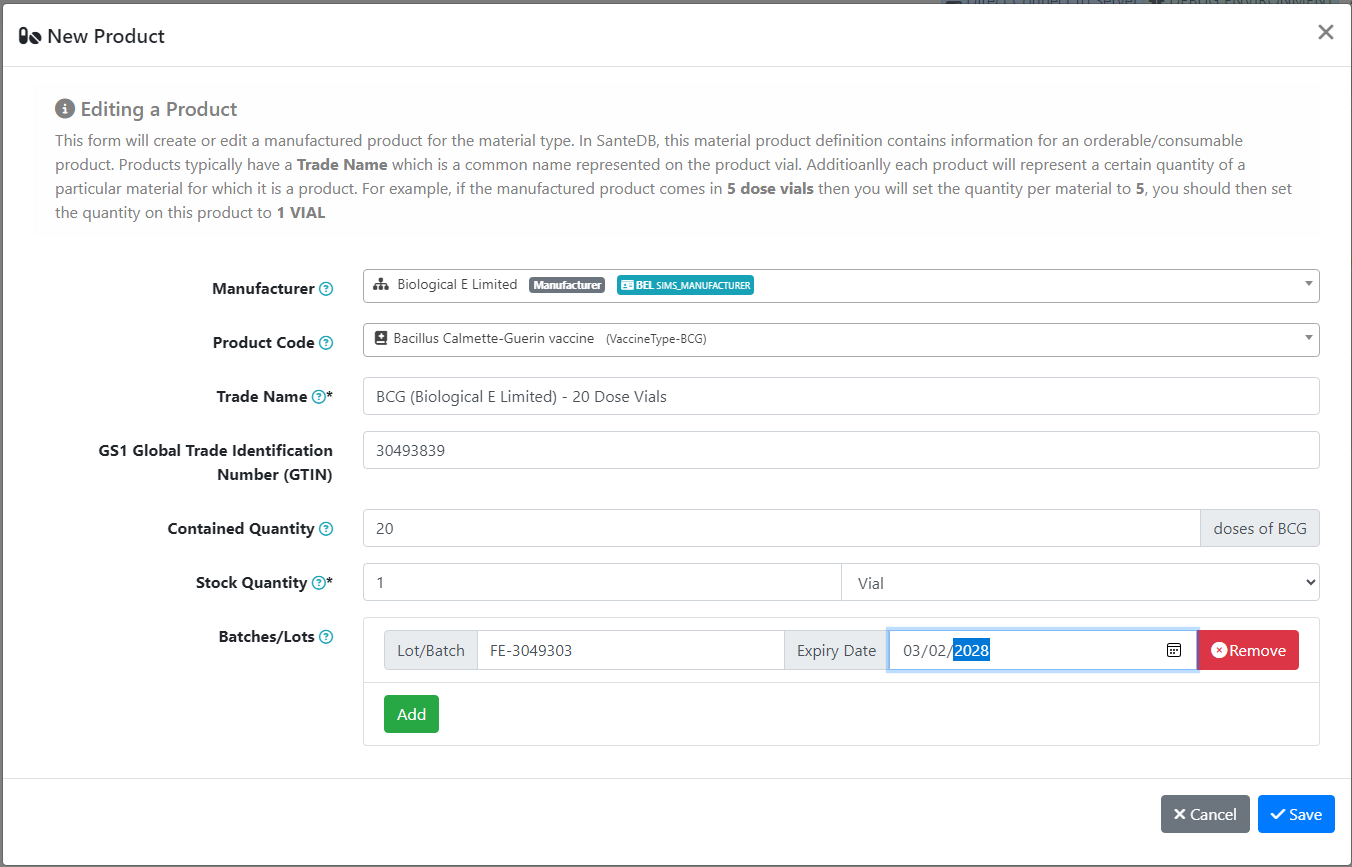 Direct Connect to Server DEBUG ENVIRONMENT
New Product
Editing a Product
This form will create or edit a manufactured product for the material type. In SanteDB, this material product definition contains information for an orderable/consumable
product. Products typically have a Trade Name which is a common name represented on the product vial. Additioanlly each product will represent a certain quantity of a
particular material for which it is a product. For example, if the manufactured product comes in 5 dose vials then you will set the quantity per material to 5, you should then set
the quantity on this product to 1 VIAL
Manufacturer Biological E Limited Manufacturer BEL SIMS_MANUFACTURER
Product Code Bacillus Calmette-Guerin vaccine (VaccineType-BCG)
Trade Name * BCG (Biological E Limited) - 20 Dose Vials
GS1 Global Trade Identification
Number (GTIN)
30493839
Contained Quantity 20 doses of BCG
Stock Quantity * 1 Vial
Batches/Lots Lot/Batch FE-3049303 Expiry Date 03/02/2028 Remove
Add
Cancel Save